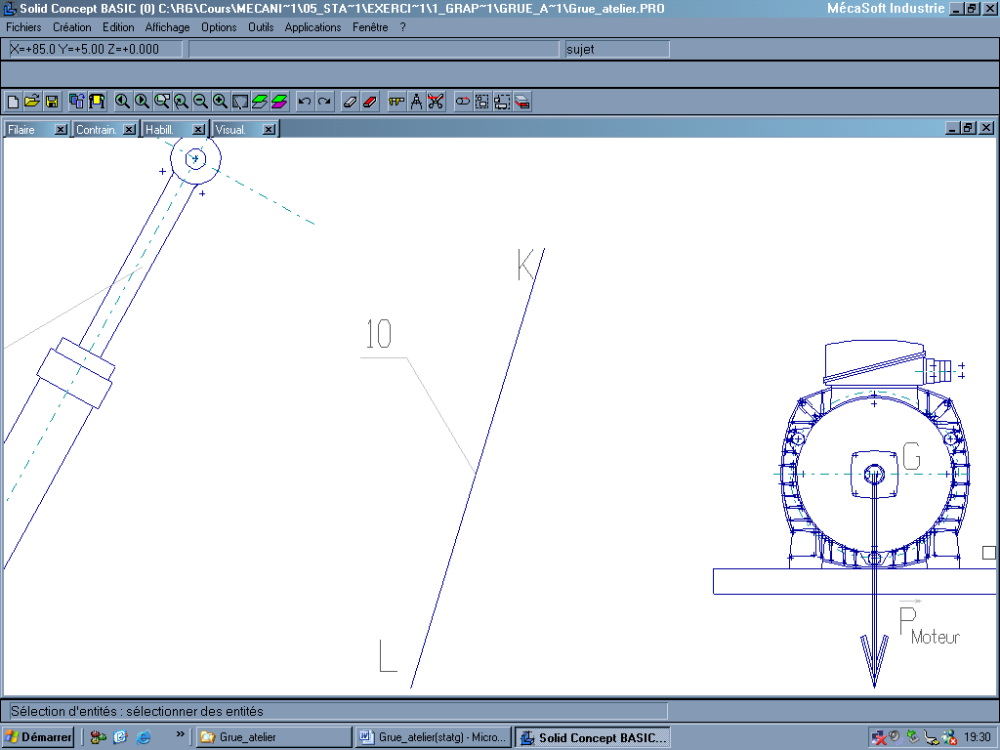 Solid Concept BASIC (0) C:\RG\Cours\MECANI~1\05_STA~1\EXERCI~1\1_GRAP~1\GRUE_A~1\Grue_atelier.PRO MécaSoft Industrie
Fichiers Création Edition Affichage Options Outils Applications Fenêtre ?
X=+85.0 Y=+5.00 Z=+0.000 sujet
Filaire Contrain. Habill. Visual.
K
10
G
L
P Moteur
Sélection d'entités : sélectionner des entités
Démarrer » Grue_atelier Grue_atelier(statg) - Micro... Solid Concept BASIC... 19:30